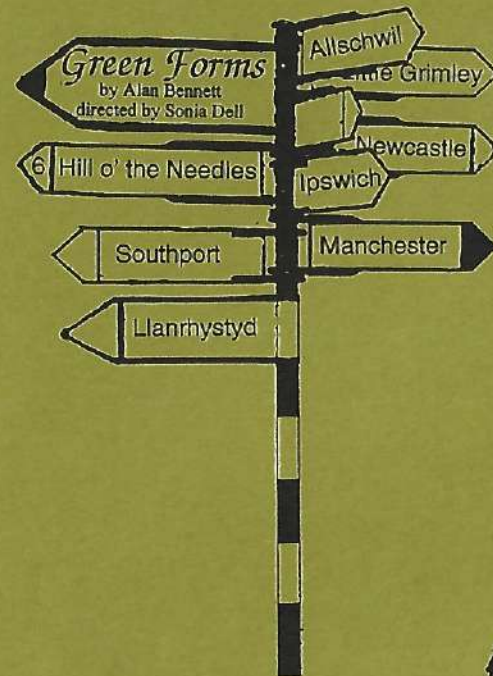 Allschwil
Green Forms
by Alan Bennett
directed by Sonia Dell
Grimley
Newcastle
6 Hill o' the Needles
Ipswich
Southport
Manchester
Llanrhystyd